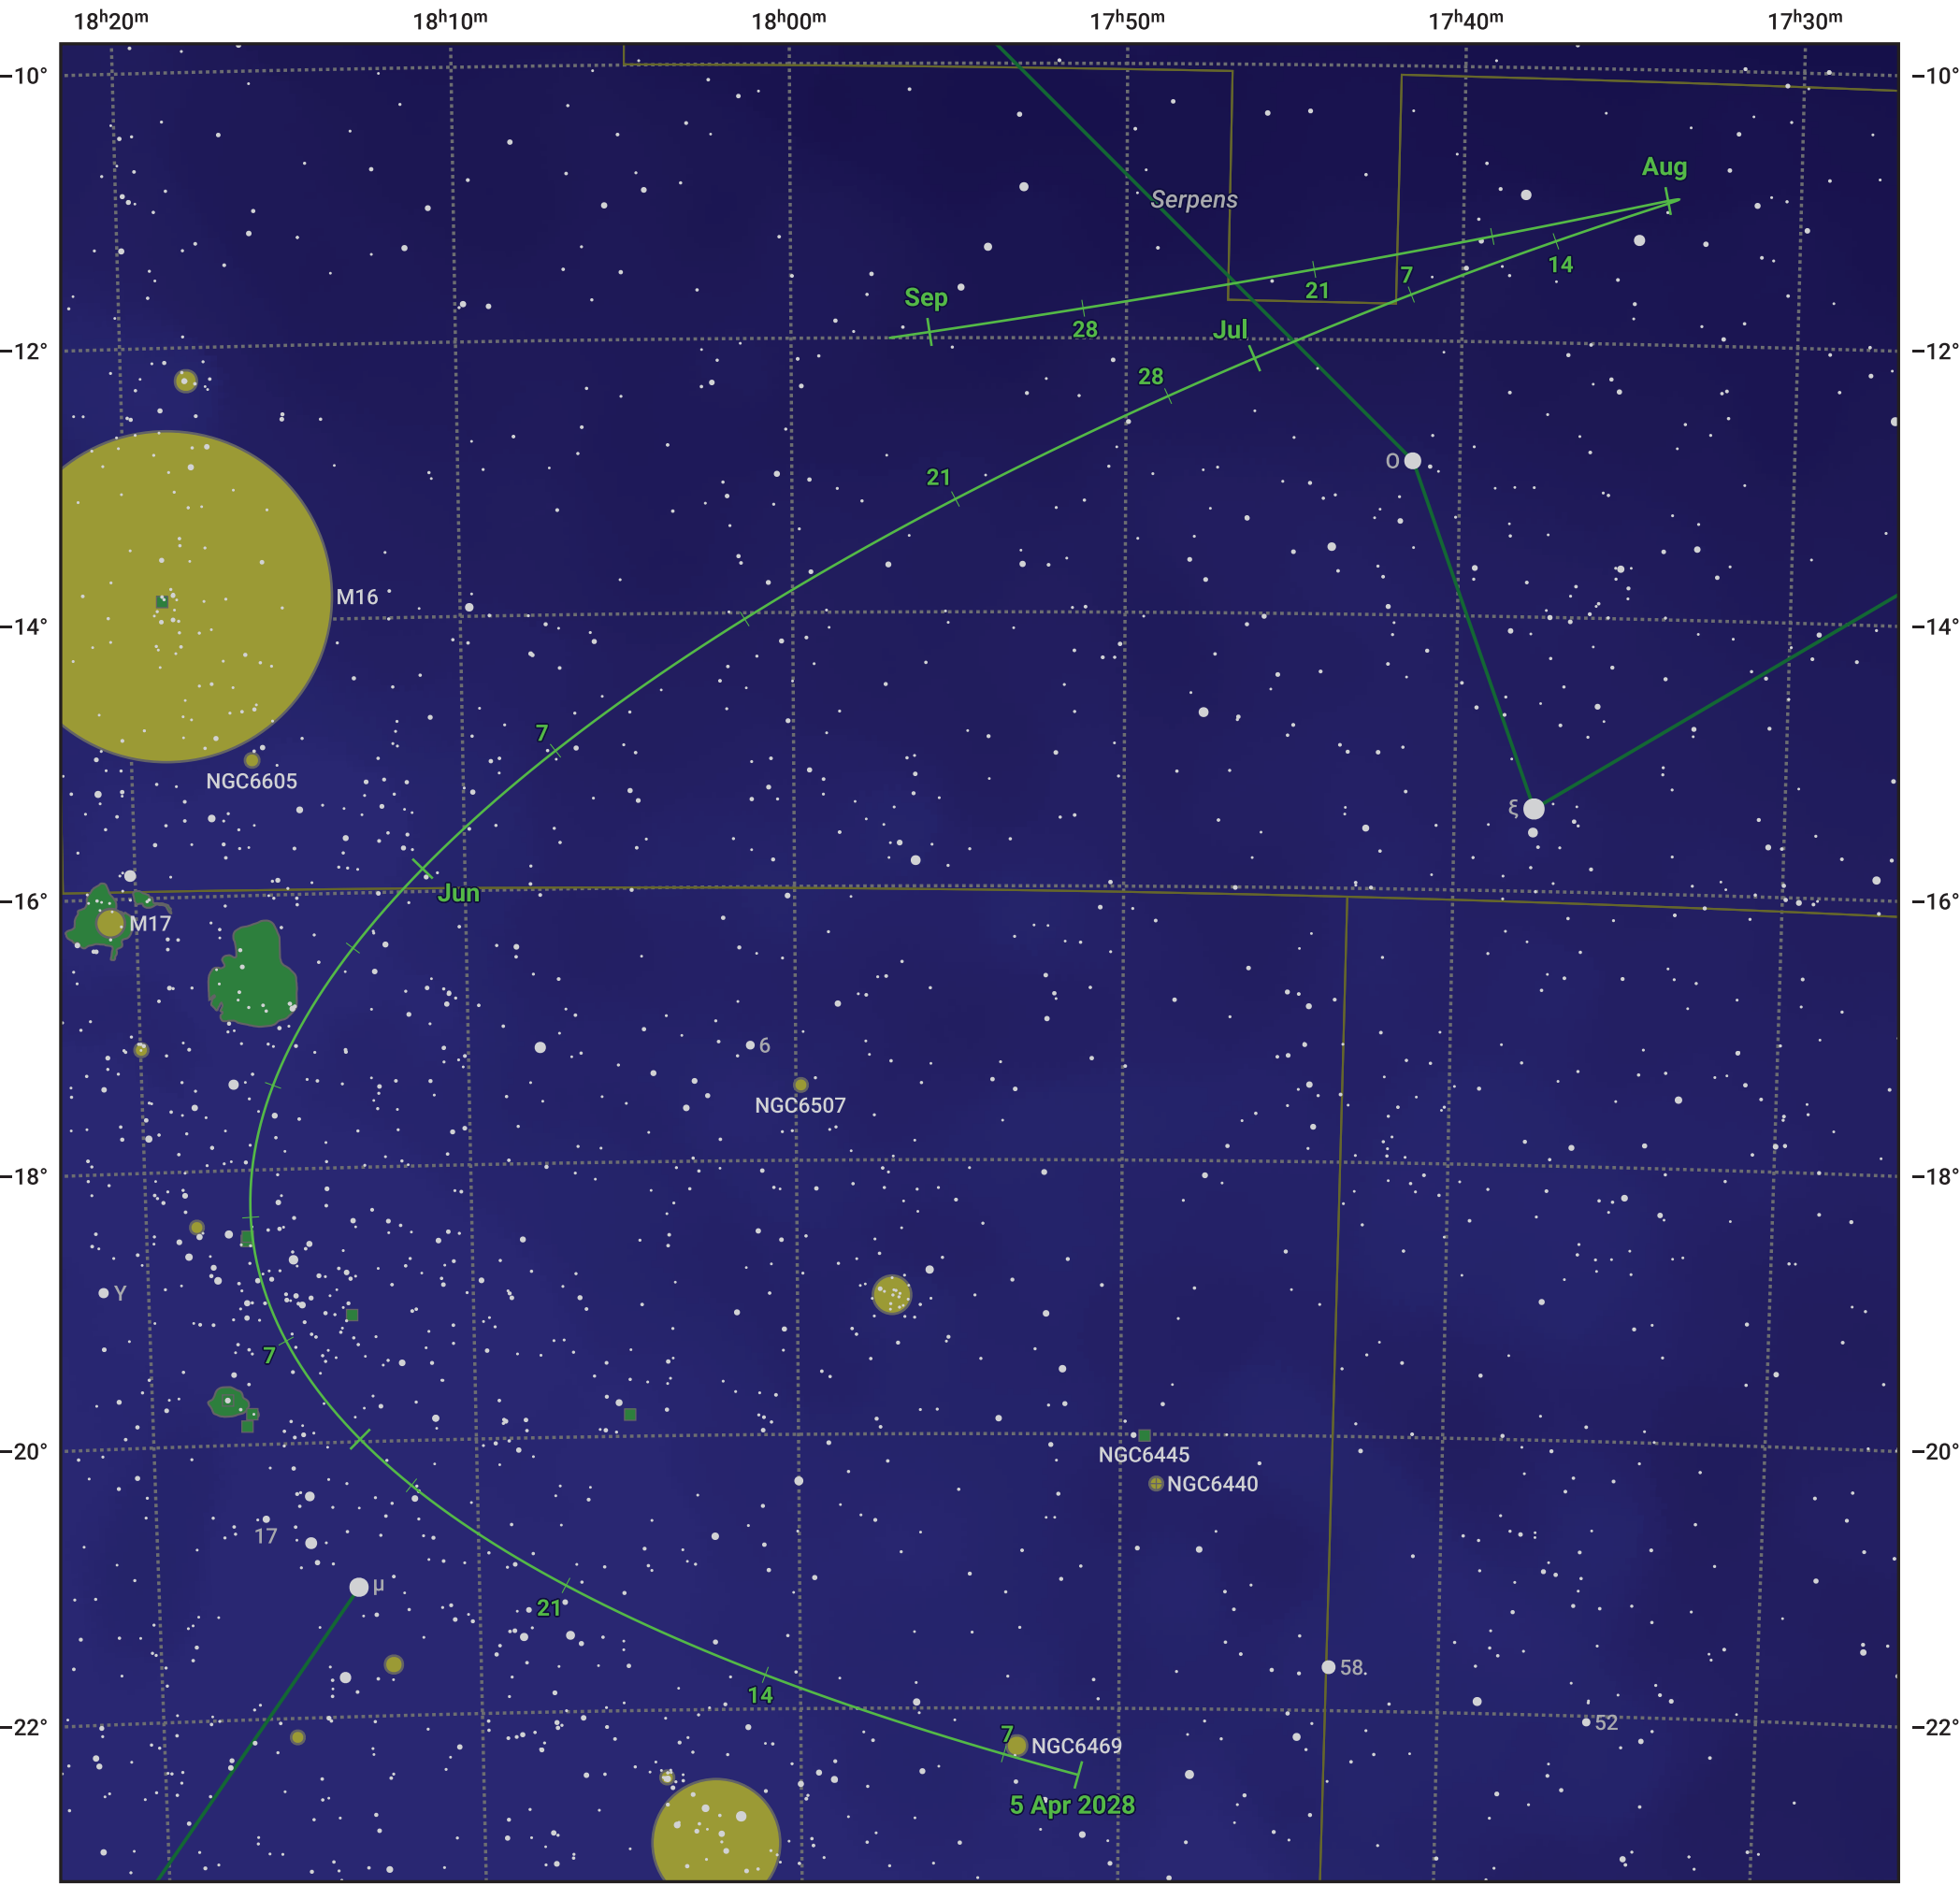 18h20m 18h10m 18h00m 17h50m 17h40m 17h30m
−10° −10°
Aug
Serpens
14
7
21
Sep
28
Jul
−12° −12°
28
O
21
M16
−14° −14°
7
NGC6605
ξ
Jun
−16° −16°
M17
6
NGC6507
−18° −18°
Y
7
−20° −20°
NGC6445
NGC6440
17
μ
21
58.
14
52
−22° −22°
7
NGC6469
5 Apr 2028